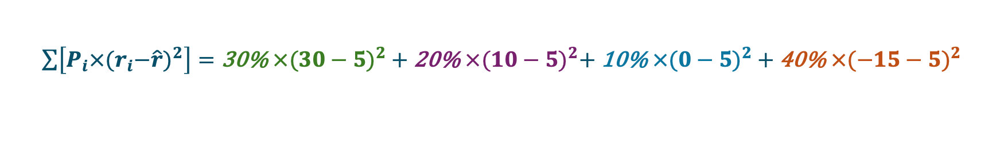 ∑[Pᵢ×(rᵢ−r̂)²] = 30%×(30 − 5)² + 20%×(10 − 5)²+ 10%×(0 − 5)² + 40%×(−15 − 5)²